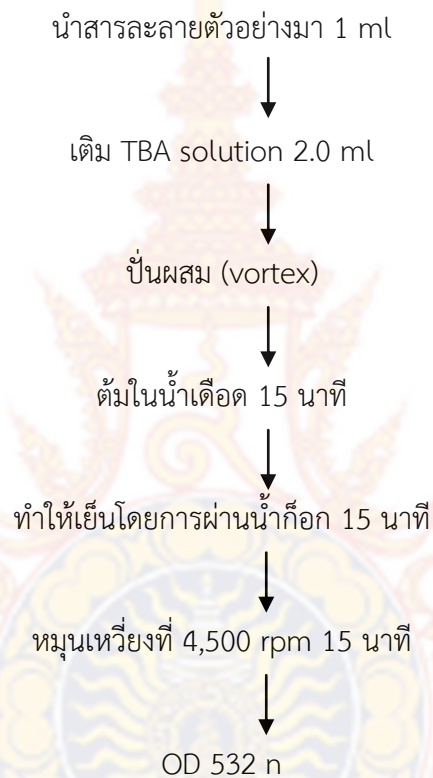 นำสารละลายตัวอย่างมา 1 ml
เติม TBA solution 2.0 ml
ปั่นผสม (vortex)
ต้มในน้ำเดือด 15 นาที
ทำให้เย็นโดยการผ่านน้ำก็อก 15 นาที
หมุนเหวี่ยงที่ 4,500 rpm 15 นาที
OD 532 n